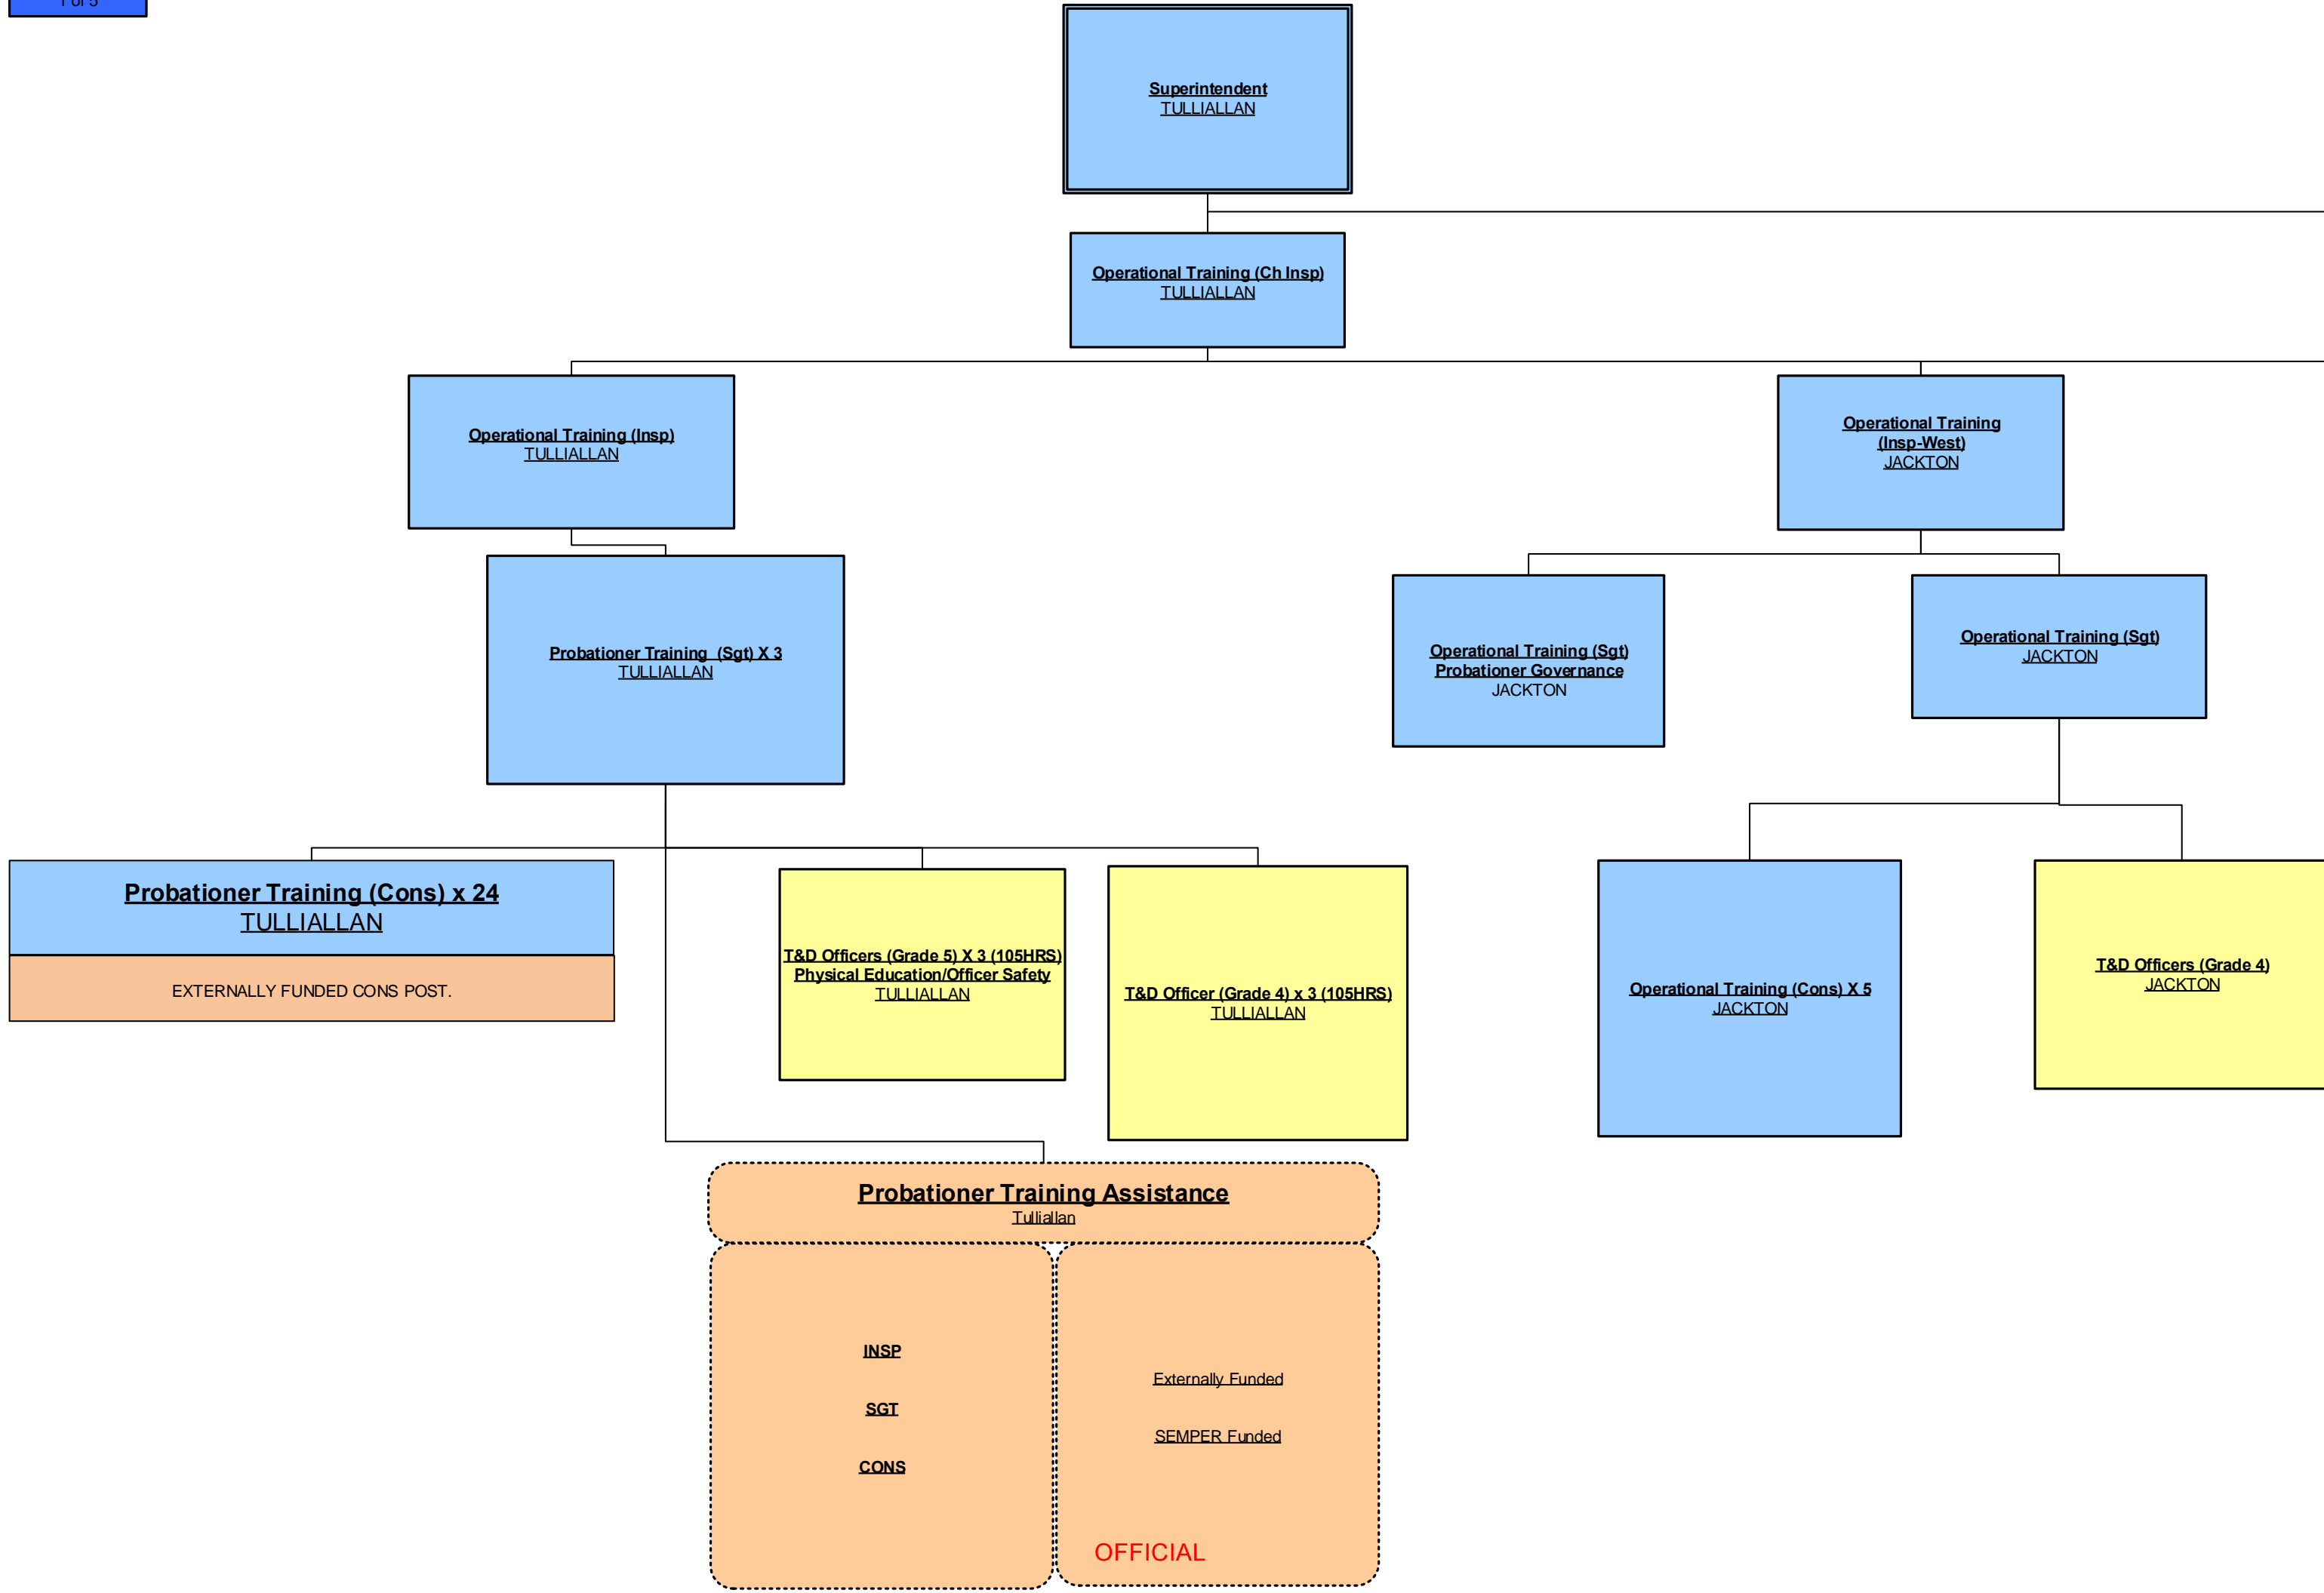 1 of 5
Superintendent
TULLIALLAN
Operational Training (Ch Insp)
TULLIALLAN
Operational Training (Insp)
TULLIALLAN
Operational Training
(Insp-West)
JACKTON
Probationer Training (Sgt) X 3
TULLIALLAN
Operational Training (Sgt)
Probationer Governance
JACKTON
Operational Training (Sgt)
JACKTON
Probationer Training (Cons) x 24
TULLIALLAN
EXTERNALLY FUNDED CONS POST.
T&D Officers (Grade 5) X 3 (105HRS)
Physical Education/Officer Safety
TULLIALLAN
T&D Officer (Grade 4) x 3 (105HRS)
TULLIALLAN
Operational Training (Cons) X 5
JACKTON
T&D Officers (Grade 4)
JACKTON
Probationer Training Assistance
Tulliallan
INSP
SGT
CONS
Externally Funded
SEMPER Funded
OFFICIAL